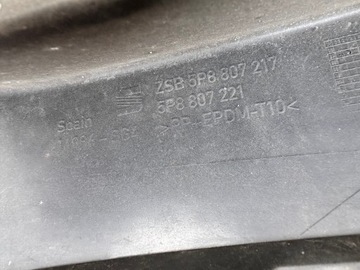 ZSB 5P8 807 217
5P8 807 221
Spain
>PP-EPDM-T10<